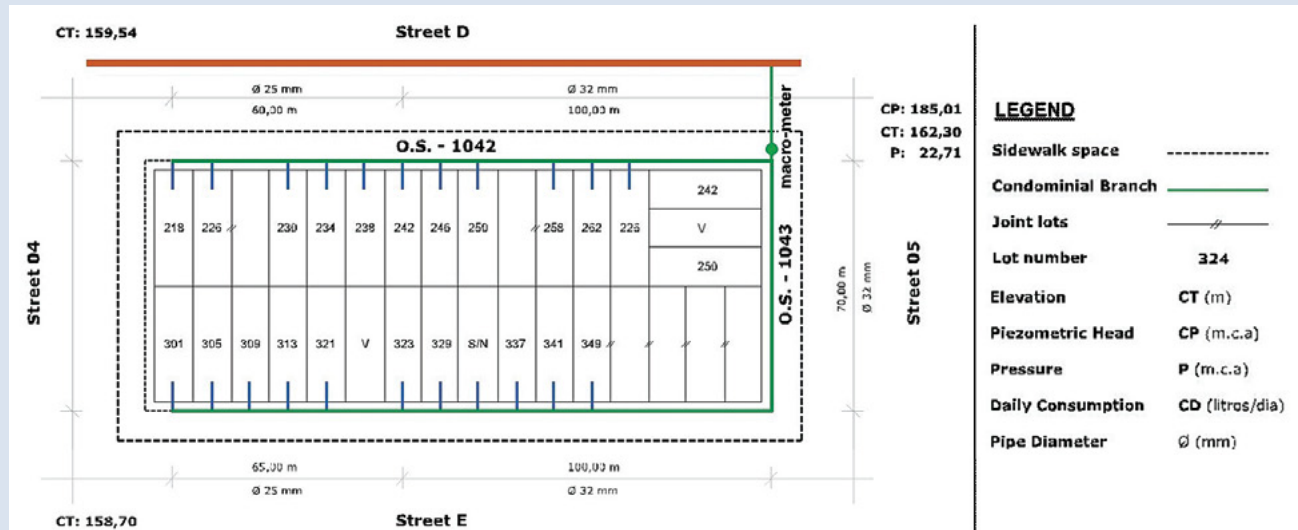 CT: 159,54
Street D
Ø 25 mm
60,00 m
Ø 32 mm
100,00 m
CP: 185,01
CT: 162,30
P: 22,71
macro-meter
O.S. - 1042
218 226 // 230 234 238 242 246 250 // 258 262 226
242
V
250
Street 04
O.S. - 1043
70,00 m
Ø 32 mm
Street 05
301 305 309 313 321 V 323 329 S/N 337 341 349 // // // //
65,00 m
Ø 25 mm
100,00 m
Ø 32 mm
CT: 158,70
Street E
LEGEND
Sidewalk space
Condominial Branch
Joint lots //
Lot number 324
Elevation CT (m)
Piezometric Head CP (m.c.a)
Pressure P (m.c.a)
Daily Consumption CD (litros/dia)
Pipe Diameter Ø (mm)